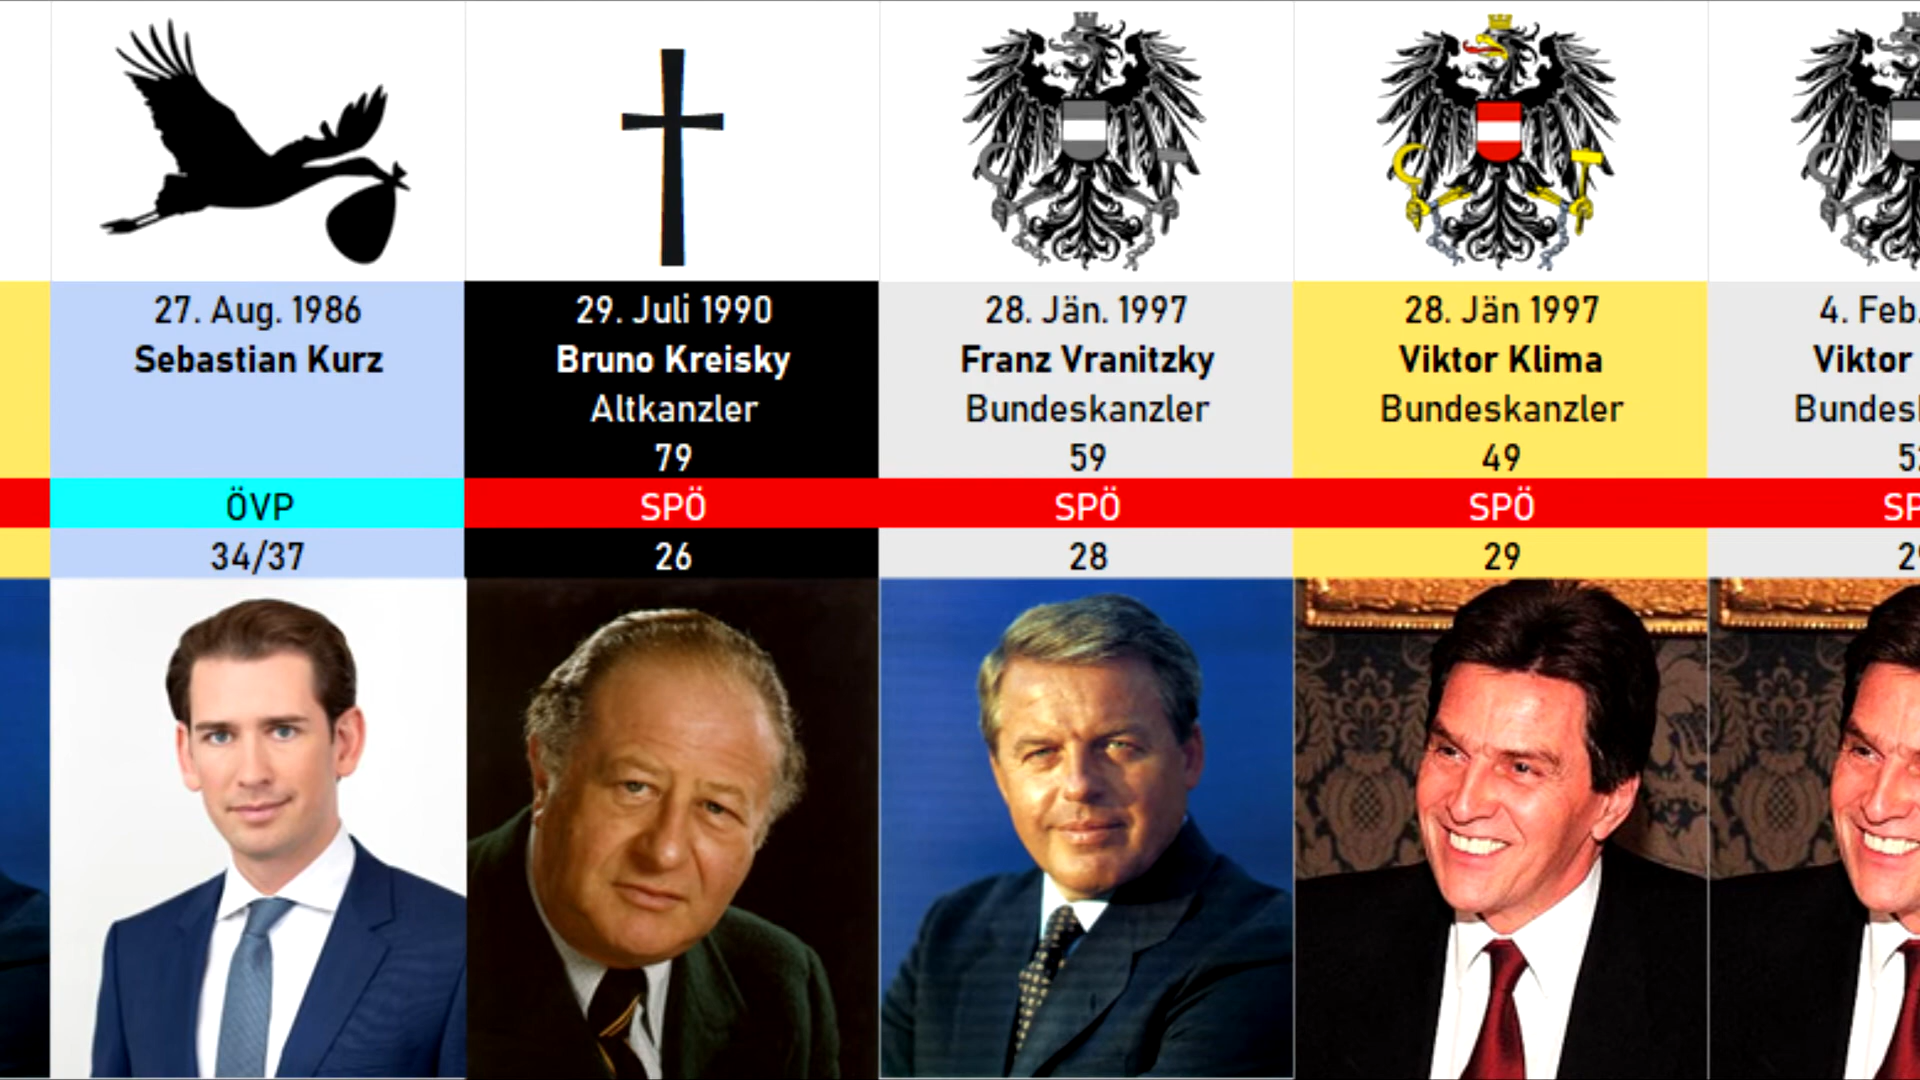 27. Aug. 1986
Sebastian Kurz
ÖVP
34/37
29. Juli 1990
Bruno Kreisky
Altkanzler
79
SPÖ
26
28. Jän. 1997
Franz Vranitzky
Bundeskanzler
59
SPÖ
28
28. Jän 1997
Viktor Klima
Bundeskanzler
49
SPÖ
29
4. Feb.
Viktor